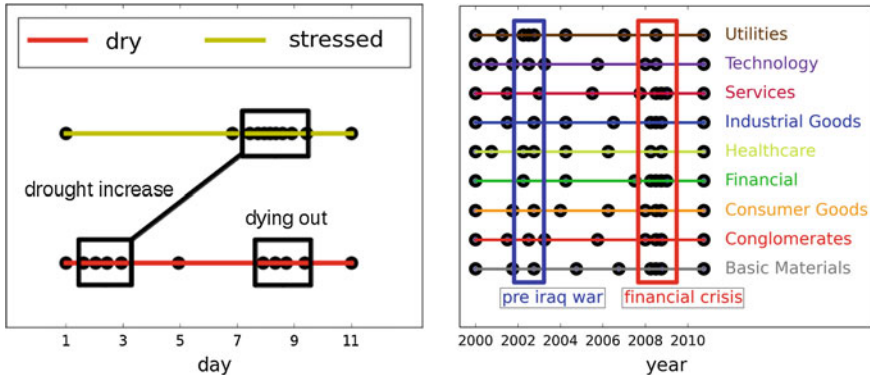 dry stressed
drought increase
dying out
1 3 5 7 9 11
day
Utilities
Technology
Services
Industrial Goods
Healthcare
Financial
Consumer Goods
Conglomerates
Basic Materials
pre iraq war financial crisis
2000 2002 2004 2006 2008 2010
year